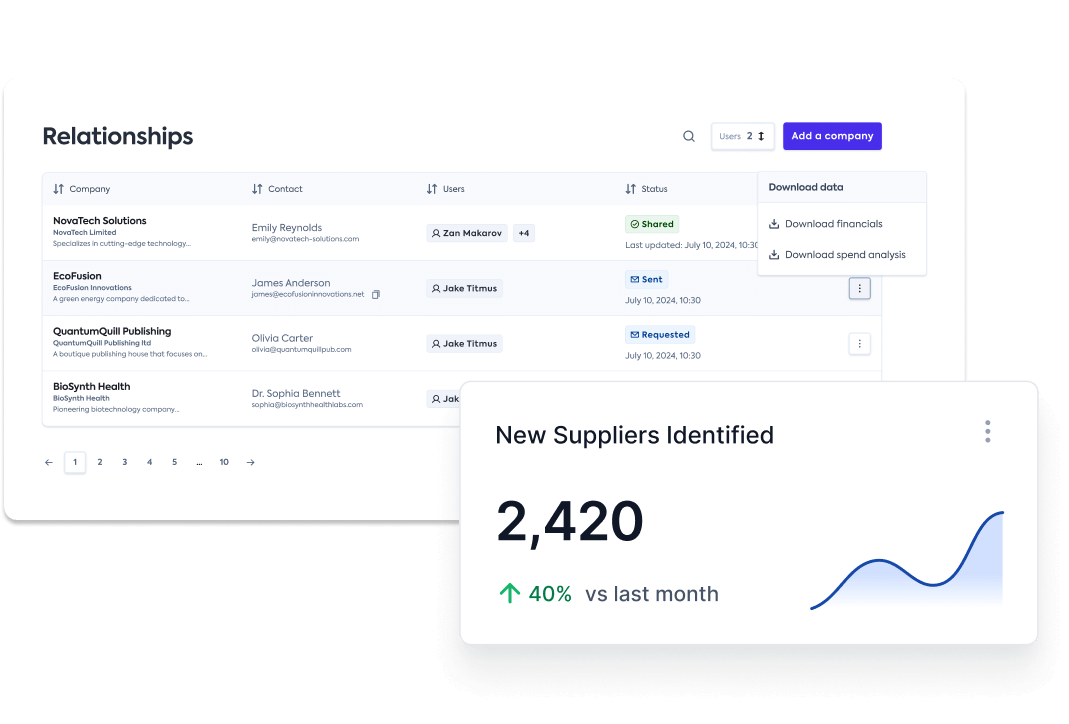 Relationships
Users 2
Add a company
Company
Contact
Users
Status
Download data
Download financials
Download spend analysis
NovaTech Solutions
NovaTech Limited
Specializes in cutting-edge technology...
Emily Reynolds
emily@novatech-solutions.com
Zan Makarov +4
Shared
Last updated: July 10, 2024, 10:30
EcoFusion
EcoFusion Innovations
A green energy company dedicated to...
James Anderson
james@ecofusioninnovations.net
Jake Titmus
Sent
July 10, 2024, 10:30
QuantumQuill Publishing
QuantumQuill Publishing ltd
A boutique publishing house that focuses on...
Olivia Carter
olivia@quantumquillpub.com
Jake Titmus
Requested
July 10, 2024, 10:30
BioSynth Health
BioSynth Health
Pioneering biotechnology company...
Dr. Sophia Bennett
sophia@biosynthhealthlabs.com
Jak
1 2 3 4 5 ... 10
New Suppliers Identified
2,420
40% vs last month